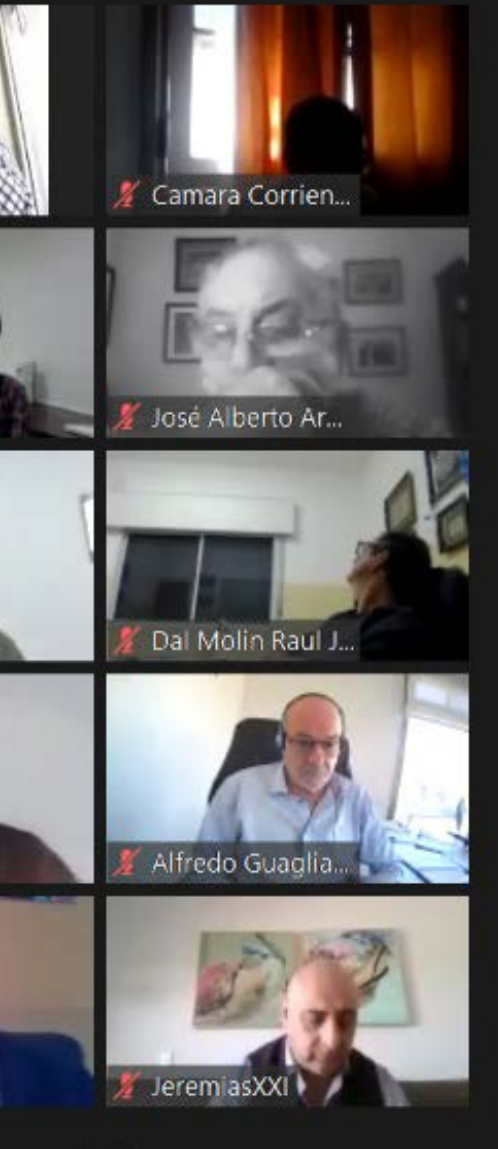 Camara Corrien...
José Alberto Ar...
Dal Molin Raul J...
Alfredo Guaglia...
JeremiasXXI